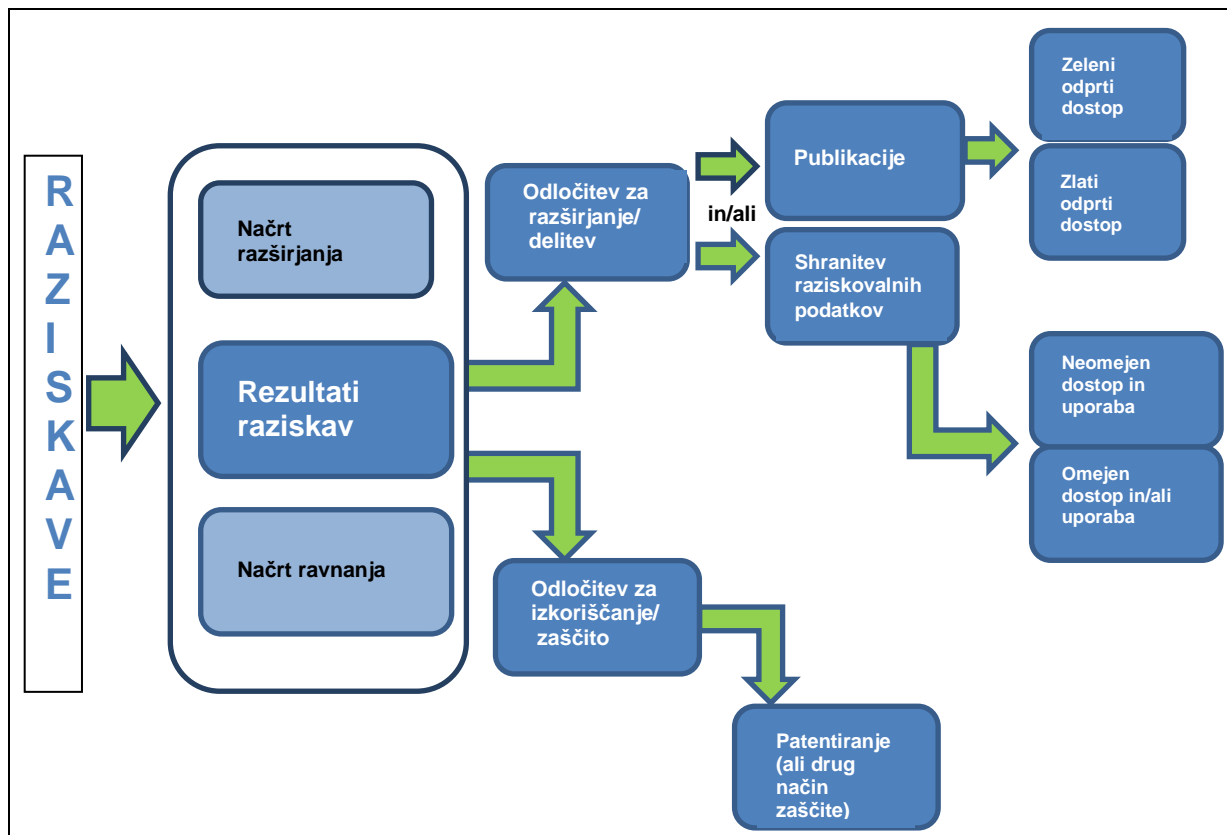 RAZISKAVE
Načrt
razširjanja
Rezultati
raziskav
Načrt ravnanja
Odločitev za
razširjanje/
delitev
in/ali
Publikacije
Shranitev
raziskovalnih
podatkov
Zeleni
odprti
dostop
Zlati
odprti
dostop
Neomejen
dostop in
uporaba
Omejen
dostop in/ali
uporaba
Odločitev za
izkoriščanje/
zaščito
Patentiranje
(ali drug
način
zaščite)